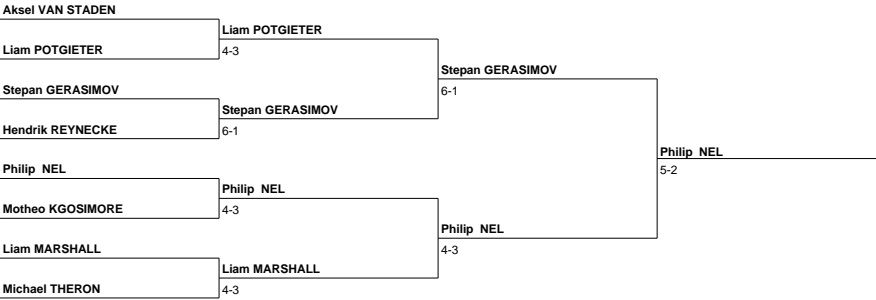 Aksel VAN STADEN
Liam POTGIETER
Liam POTGIETER
4-3
Stepan GERASIMOV
6-1
Stepan GERASIMOV
Stepan GERASIMOV
6-1
Hendrik REYNECKE
Philip NEL
5-2
Philip NEL
Philip NEL
4-3
Motheo KGOSIMORE
Philip NEL
4-3
Liam MARSHALL
Liam MARSHALL
4-3
Michael THERON